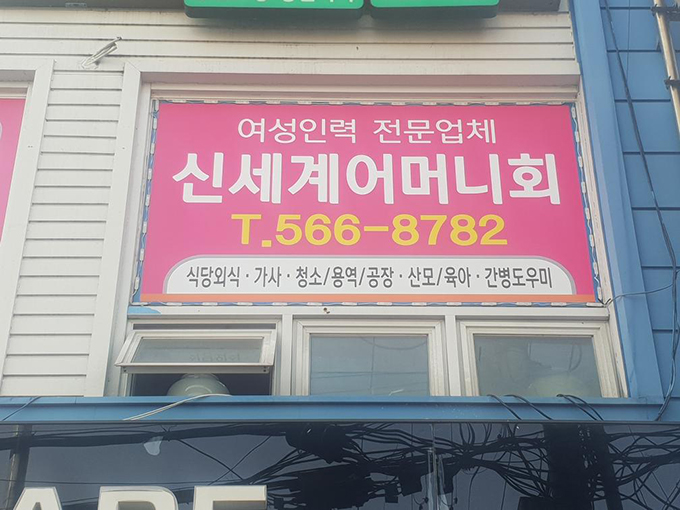 여성인력 전문업체
신세계어머니회
T.566-8782
식당외식 · 가사 · 청소/용역/공장 · 산모/육아 · 간병도우미